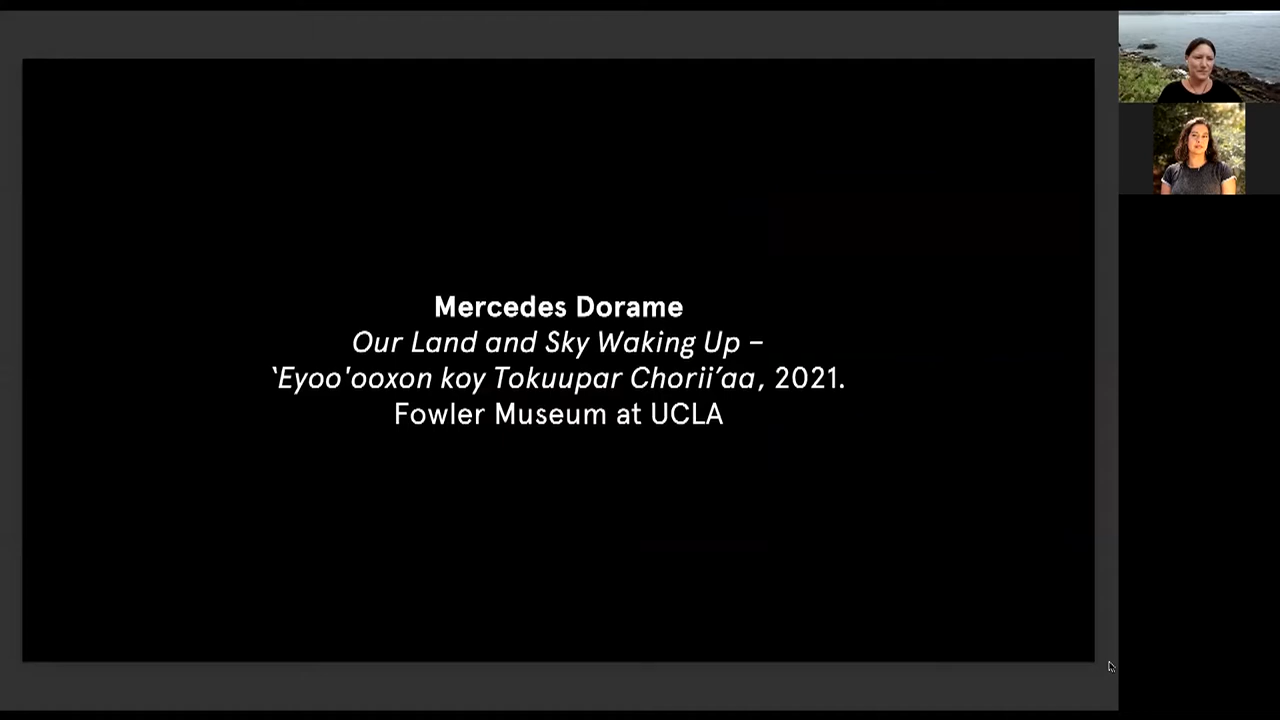 Mercedes Dorame
Our Land and Sky Waking Up –
‘Eyoo'ooxon koy Tokuupar Chorii’aa, 2021.
Fowler Museum at UCLA